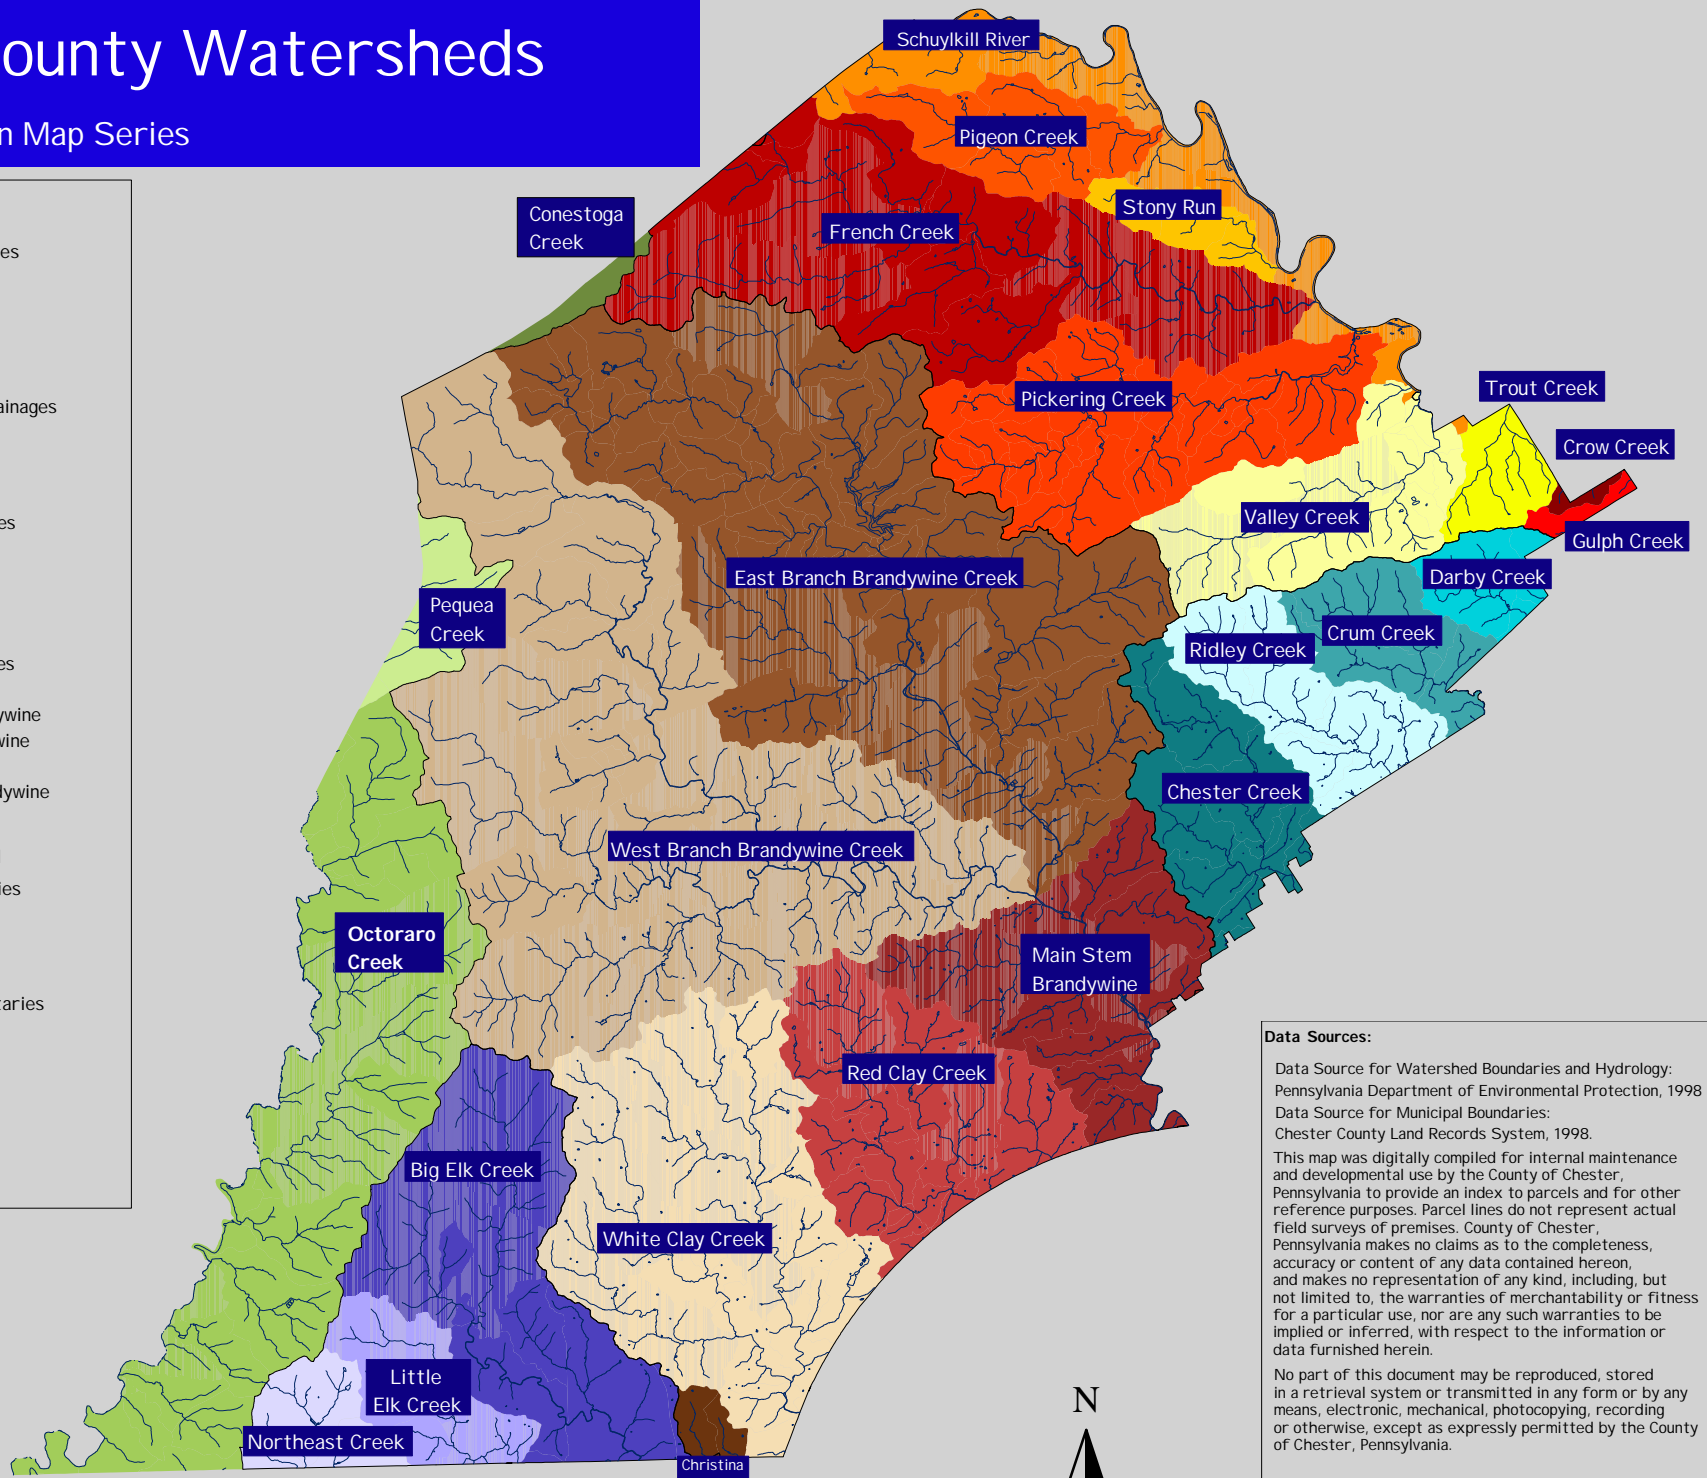 ounty Watersheds
n Map Series
es
ainages
es
es
ywine
wine
dywine
ies
taries
Schuylkill River
Pigeon Creek
Stony Run
Conestoga
Creek
French Creek
Pickering Creek
Trout Creek
Crow Creek
Valley Creek
Gulph Creek
East Branch Brandywine Creek
Darby Creek
Pequea
Creek
Crum Creek
Ridley Creek
Chester Creek
West Branch Brandywine Creek
Octoraro
Creek
Main Stem
Brandywine
Red Clay Creek
Big Elk Creek
White Clay Creek
Little
Elk Creek
Northeast Creek
Christina
N
Data Sources:
Data Source for Watershed Boundaries and Hydrology:
Pennsylvania Department of Environmental Protection, 1998
Data Source for Municipal Boundaries:
Chester County Land Records System, 1998.
This map was digitally compiled for internal maintenance
and developmental use by the County of Chester,
Pennsylvania to provide an index to parcels and for other
reference purposes. Parcel lines do not represent actual
field surveys of premises. County of Chester,
Pennsylvania makes no claims as to the completeness,
accuracy or content of any data contained hereon,
and makes no representation of any kind, including, but
not limited to, the warranties of merchantability or fitness
for a particular use, nor are any such warranties to be
implied or inferred, with respect to the information or
data furnished herein.
No part of this document may be reproduced, stored
in a retrieval system or transmitted in any form or by any
means, electronic, mechanical, photocopying, recording
or otherwise, except as expressly permitted by the County
of Chester, Pennsylvania.